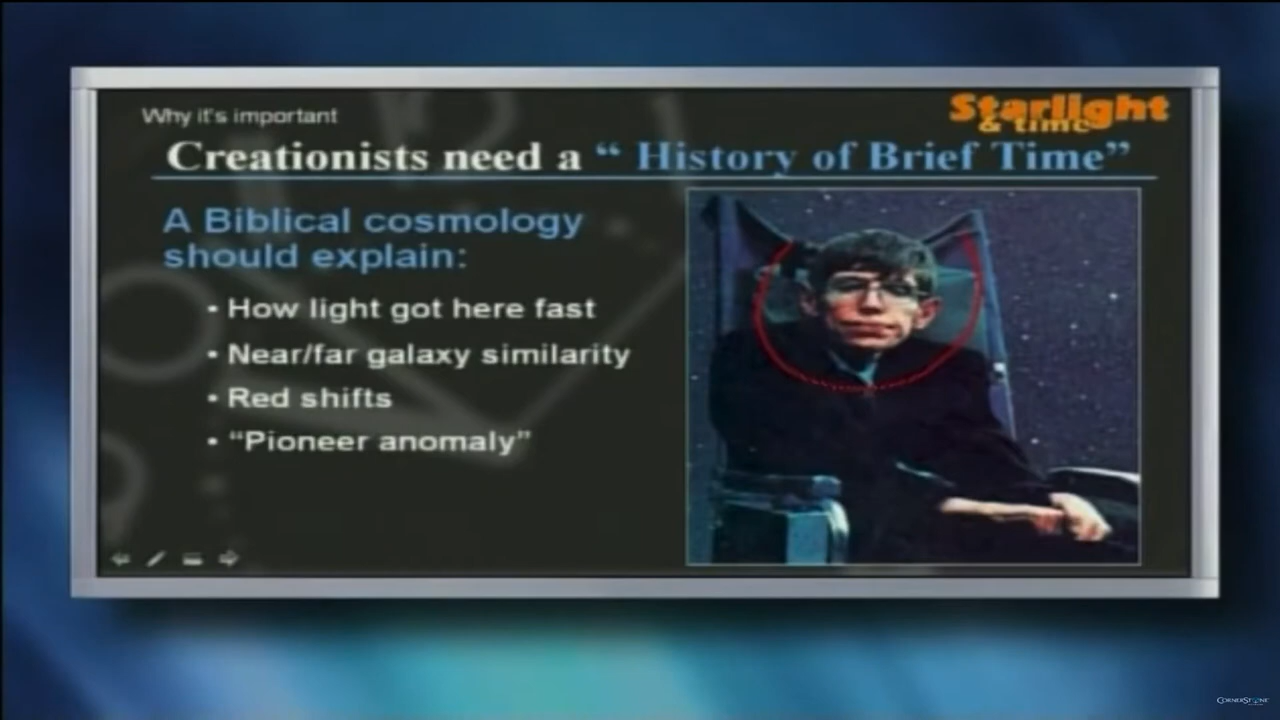 Why it's important
Starlight
& time
Creationists need a “ History of Brief Time”
A Biblical cosmology
should explain:
• How light got here fast
• Near/far galaxy similarity
• Red shifts
• “Pioneer anomaly”
CORNERSTONE